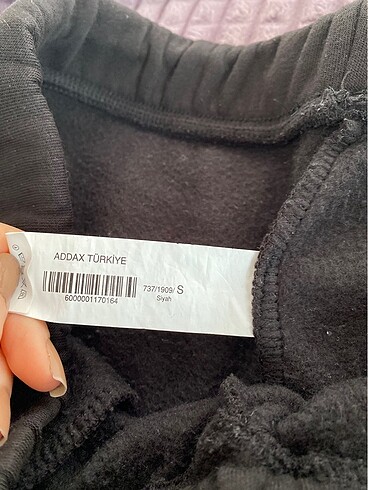 ADDAX TÜRKİYE
737/1909/ S
6000001170164
Siyah